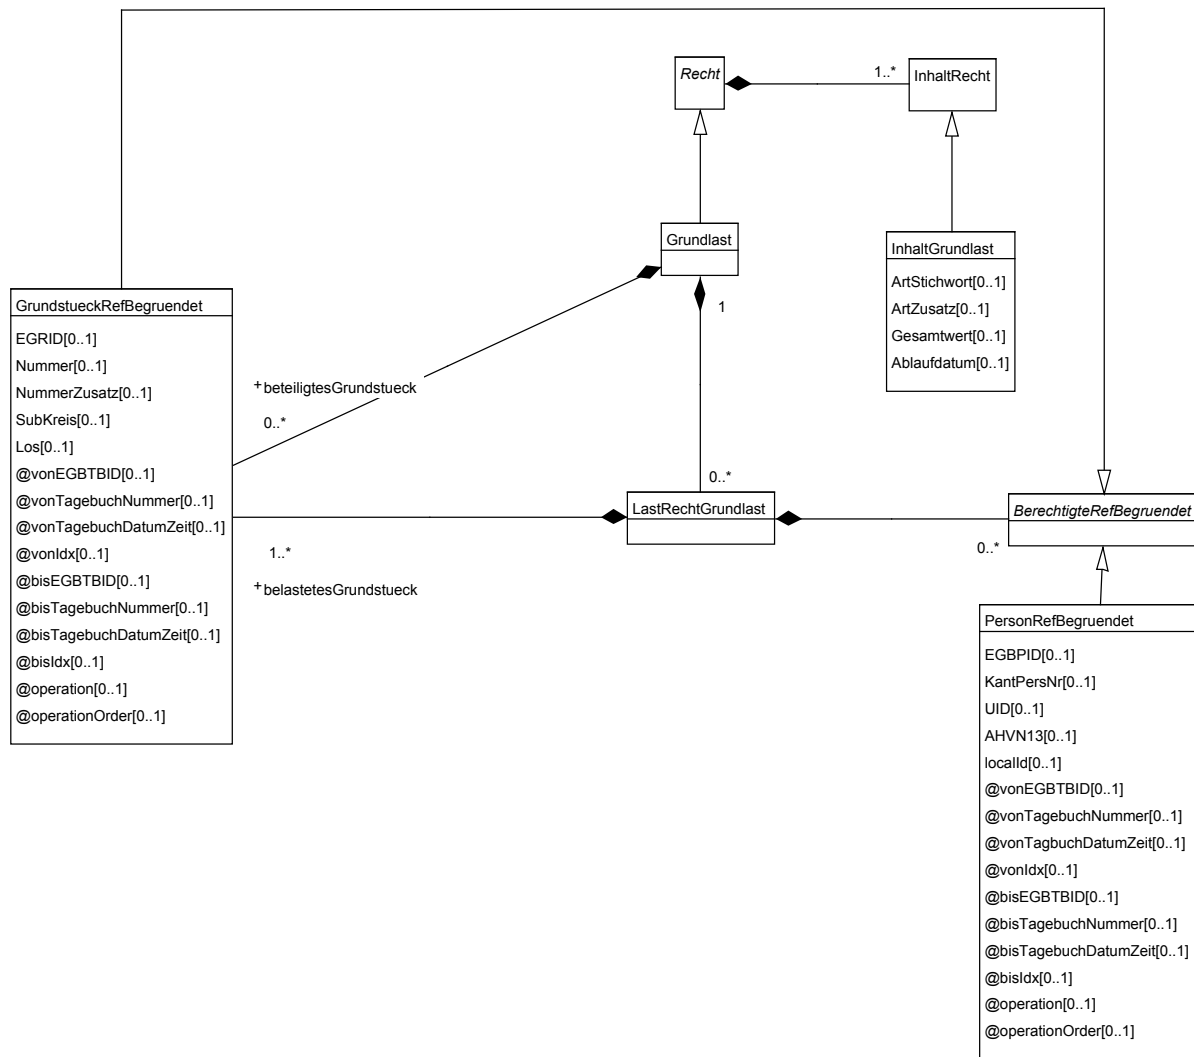 Recht
1..*
InhaltRecht
Grundlast
1
InhaltGrundlast
ArtStichwort[0..1]
ArtZusatz[0..1]
Gesamtwert[0..1]
Ablaufdatum[0..1]
GrundstueckRefBegruendet
EGRID[0..1]
Nummer[0..1]
NummerZusatz[0..1]
SubKreis[0..1]
Los[0..1]
@vonEGBTBID[0..1]
@vonTagebuchNummer[0..1]
@vonTagebuchDatumZeit[0..1]
@vonIdx[0..1]
@bisEGBTBID[0..1]
@bisTagebuchNummer[0..1]
@bisTagebuchDatumZeit[0..1]
@bisIdx[0..1]
@operation[0..1]
@operationOrder[0..1]
+beteiligtesGrundstueck
0..*
0..*
LastRechtGrundlast
1..*
+belastetesGrundstueck
BerechtigteRefBegruendet
0..*
PersonRefBegruendet
EGBPID[0..1]
KantPersNr[0..1]
UID[0..1]
AHVN13[0..1]
localId[0..1]
@vonEGBTBID[0..1]
@vonTagebuchNummer[0..1]
@vonTagbuchDatumZeit[0..1]
@vonIdx[0..1]
@bisEGBTBID[0..1]
@bisTagebuchNummer[0..1]
@bisTagebuchDatumZeit[0..1]
@bisIdx[0..1]
@operation[0..1]
@operationOrder[0..1]